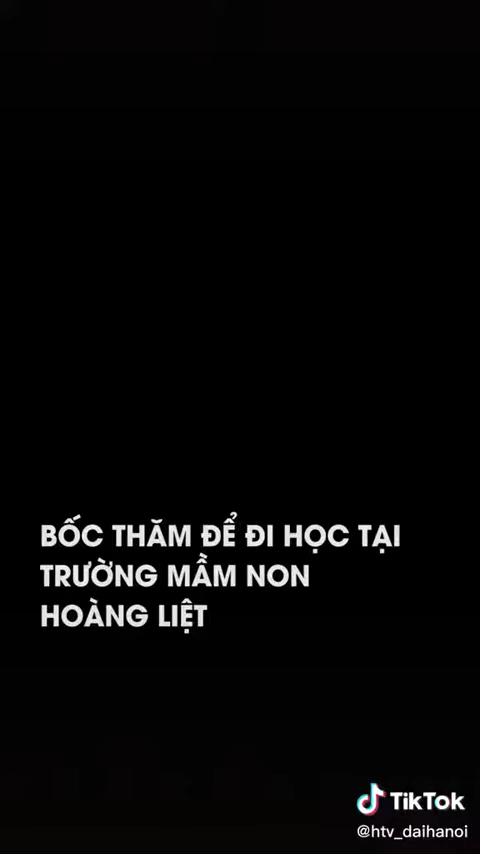 BỐC THĂM ĐỂ ĐI HỌC TẠI
TRƯỜNG MẦM NON
HOÀNG LIỆT
TikTok
@htv_daihanoi